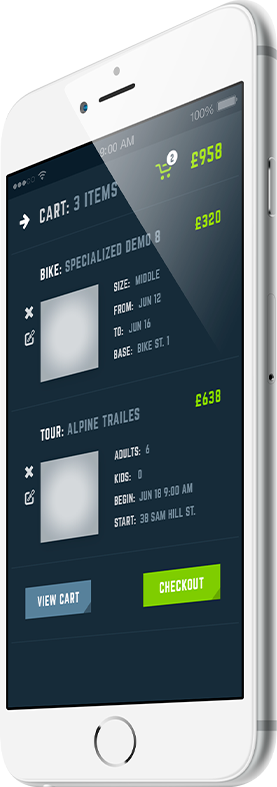 9:00 AM
100%
2
£958
CART: 3 ITEMS
£320
BIKE: SPECIALIZED DEMO 8
SIZE: MIDDLE
FROM: JUN 12
TO: JUN 16
BASE: BIKE ST. 1
£638
TOUR: ALPINE TRAILES
ADULTS: 6
KIDS: 0
BEGIN: JUN 18 9:00 AM
START: 38 SAM HILL ST.
VIEW CART
CHECKOUT